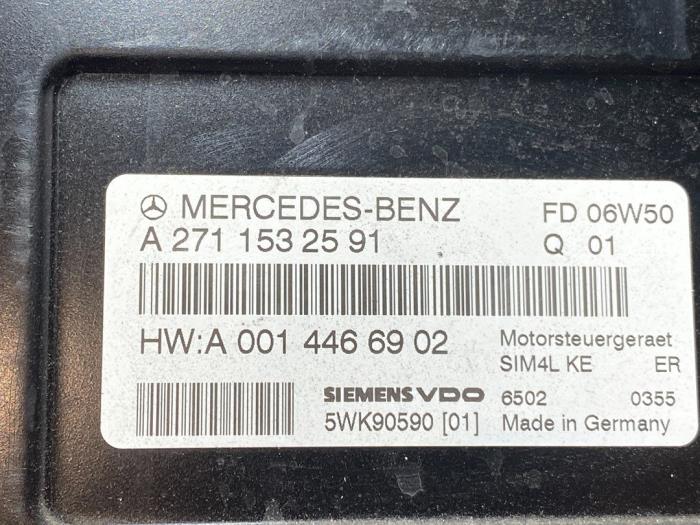 MERCEDES-BENZ FD 06W50
A 271 153 25 91 Q 01
HW:A 001 446 69 02 Motorsteuergeraet
SIM4L KE ER
SIEMENS VDO 6502 0355
5WK90590 [01] Made in Germany